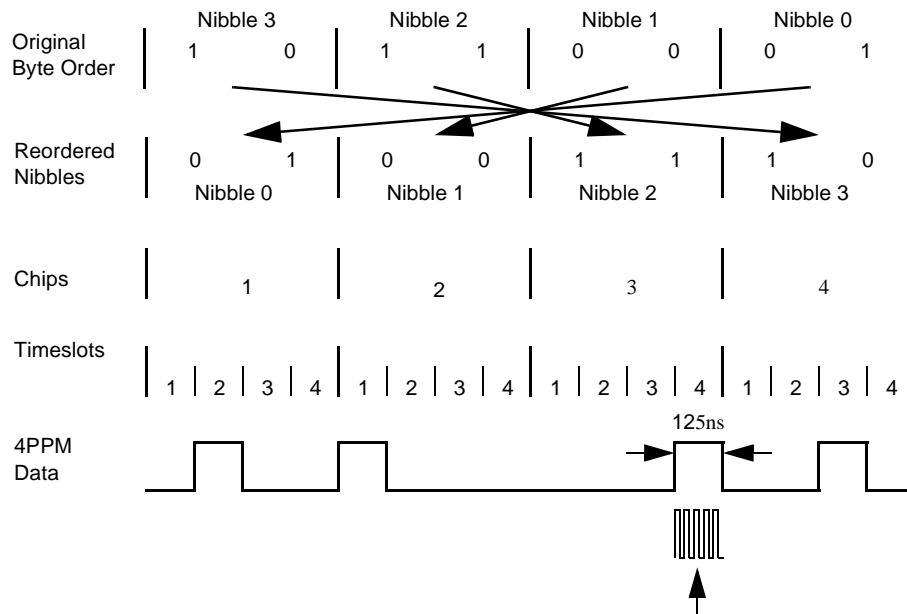 Nibble 3 Nibble 2 Nibble 1 Nibble 0
Original
Byte Order
1 0 1 1 0 0 0 1
Reordered
Nibbles
0 1 0 0 1 1 1 0
Nibble 0 Nibble 1 Nibble 2 Nibble 3
Chips 1 2 3 4
Timeslots
1 2 3 4 1 2 3 4 1 2 3 4 1 2 3 4
125ns
4PPM
Data